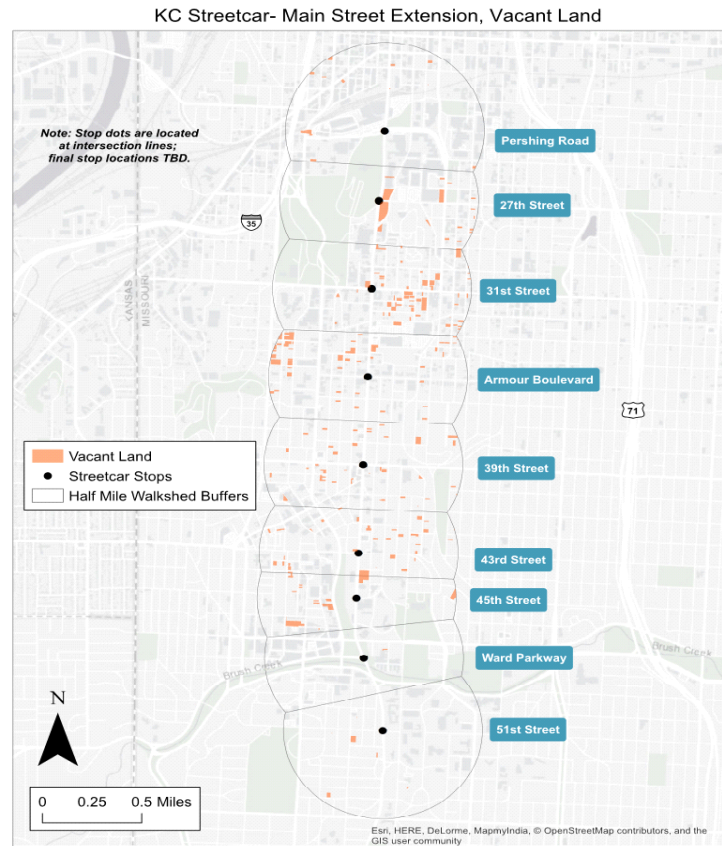 KC Streetcar- Main Street Extension, Vacant Land
Note: Stop dots are located
at intersection lines;
final stop locations TBD.
Pershing Road
27th Street
35
31st Street
KANSAS
MISSOURI
Armour Boulevard
71
Vacant Land
Streetcar Stops
Half Mile Walkshed Buffers
39th Street
43rd Street
45th Street
Ward Parkway
Brush Creek
Brush Creek
51st Street
N
0 0.25 0.5 Miles
Esri, HERE, DeLorme, MapmyIndia, © OpenStreetMap contributors, and the
GIS user community